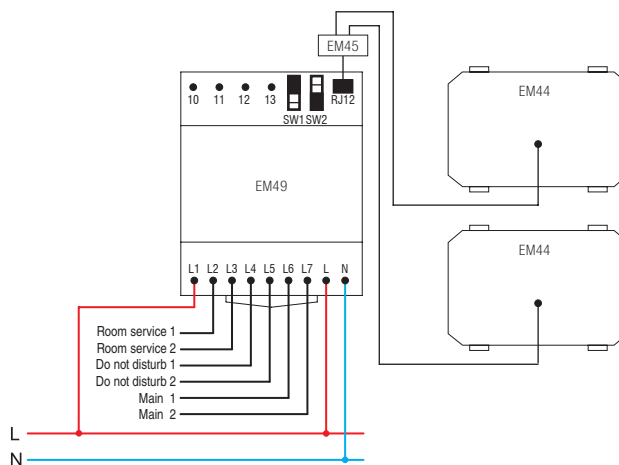 EM45
EM44
10 11 12 13 RJ12
SW1 SW2
EM49
EM44
L1 L2 L3 L4 L5 L6 L7 L N
Room service 1
Room service 2
Do not disturb 1
Do not disturb 2
Main 1
Main 2
L
N